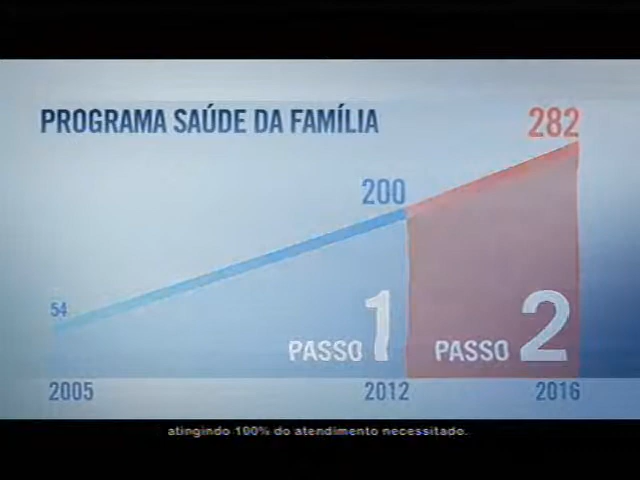 PROGRAMA SAÚDE DA FAMÍLIA
282
200
54
PASSO 1
PASSO 2
2005
2012
2016
atingindo 100% do atendimento necessitado.